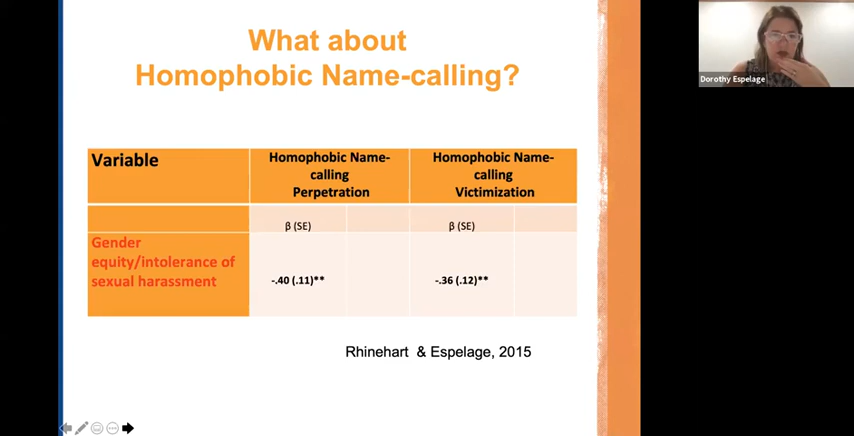 What about
Homophobic Name-calling?
Dorothy Espelage
Variable
Homophobic Name-
calling
Perpetration
Homophobic Name-
calling
Victimization
β (SE)
β (SE)
Gender
equity/intolerance of
sexual harassment
-.40 (.11)**
-.36 (.12)**
Rhinehart & Espelage, 2015